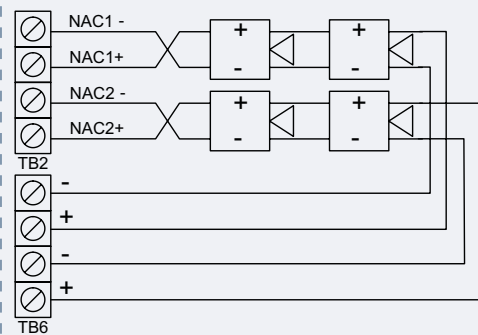 NAC1 -
+ +
NAC1+
- -
NAC2 -
+ +
NAC2+
- -
TB2
-
+
-
+
TB6